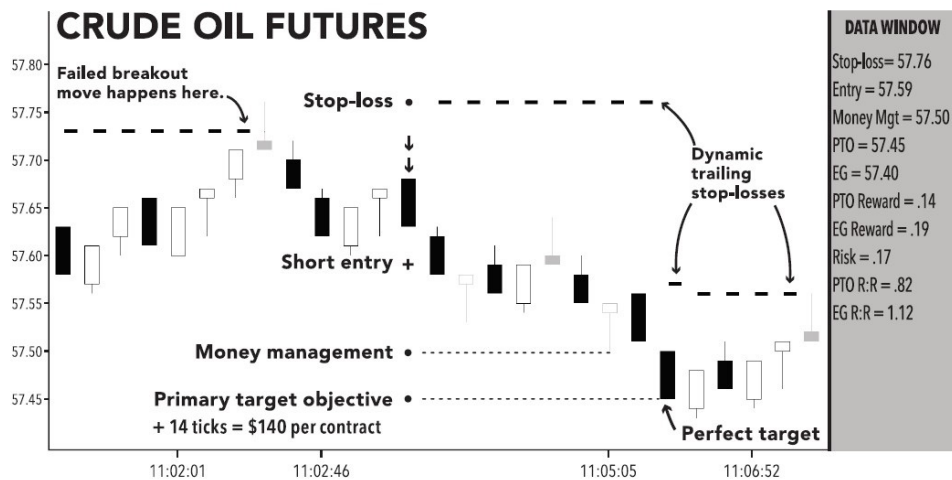 CRUDE OIL FUTURES
57.80
57.75
57.70
57.65
57.60
57.55
57.50
57.45
Failed breakout
move happens here.
Stop-loss
Dynamic
trailing
stop-losses
Short entry +
Money management
Primary target objective
+ 14 ticks = $140 per contract
Perfect target
11:02:01
11:02:46
11:05:05
11:06:52
DATA WINDOW
Stop-loss= 57.76
Entry = 57.59
Money Mgt = 57.50
PTO = 57.45
EG = 57.40
PTO Reward = .14
EG Reward = .19
Risk = .17
PTO R:R = .82
EG R:R = 1.12